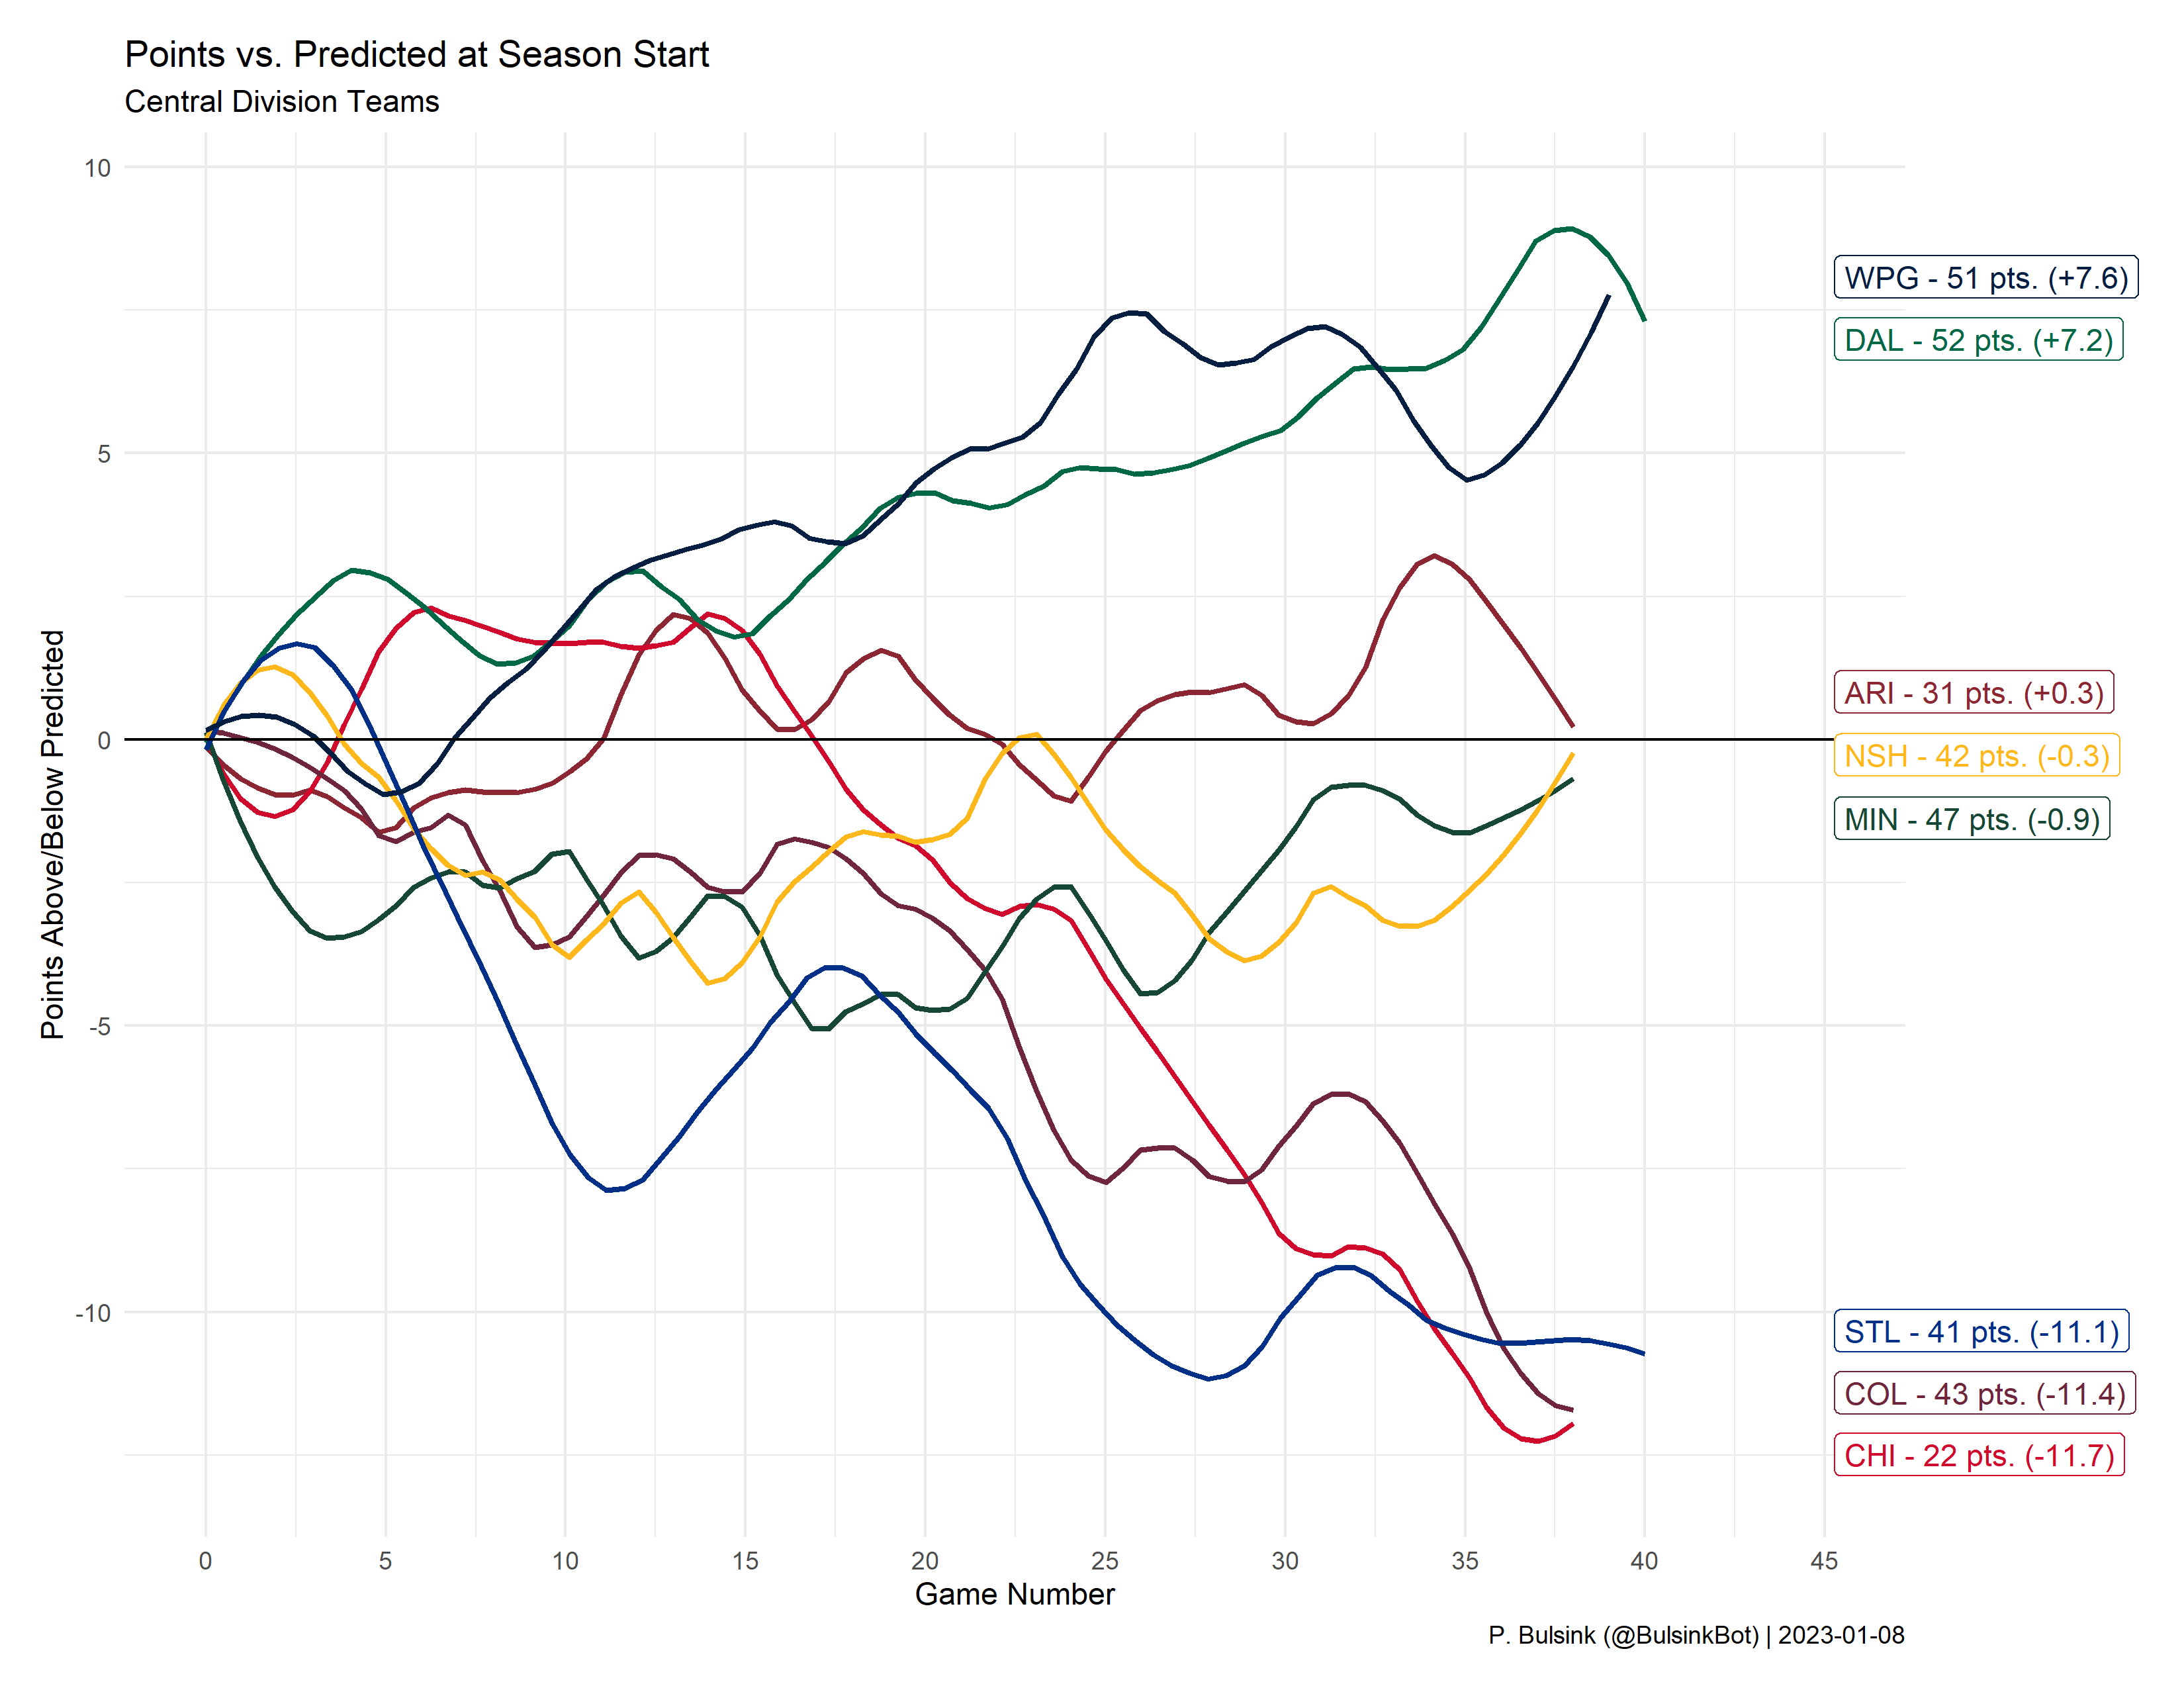 Points vs. Predicted at Season Start
Central Division Teams
Points Above/Below Predicted
10
5
0
-5
-10
WPG - 51 pts. (+7.6)
DAL - 52 pts. (+7.2)
ARI - 31 pts. (+0.3)
NSH - 42 pts. (-0.3)
MIN - 47 pts. (-0.9)
STL - 41 pts. (-11.1)
COL - 43 pts. (-11.4)
CHI - 22 pts. (-11.7)
0 5 10 15 20 25 30 35 40 45
Game Number
P. Bulsink (@BulsinkBot) | 2023-01-08